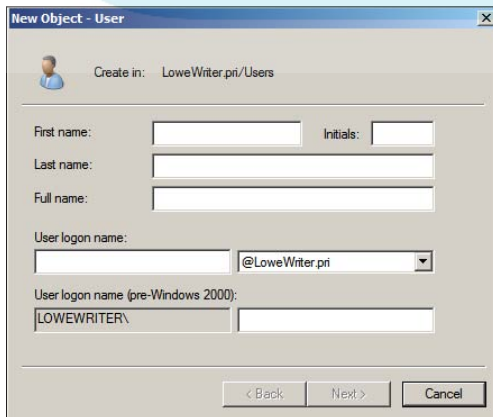 New Object - User
Create in: LoweWriter.pri/Users
First name: Initials:
Last name:
Full name:
User logon name:
@LoweWriter.pri
User logon name (pre-Windows 2000):
LOWEWRITER\
< Back Next > Cancel